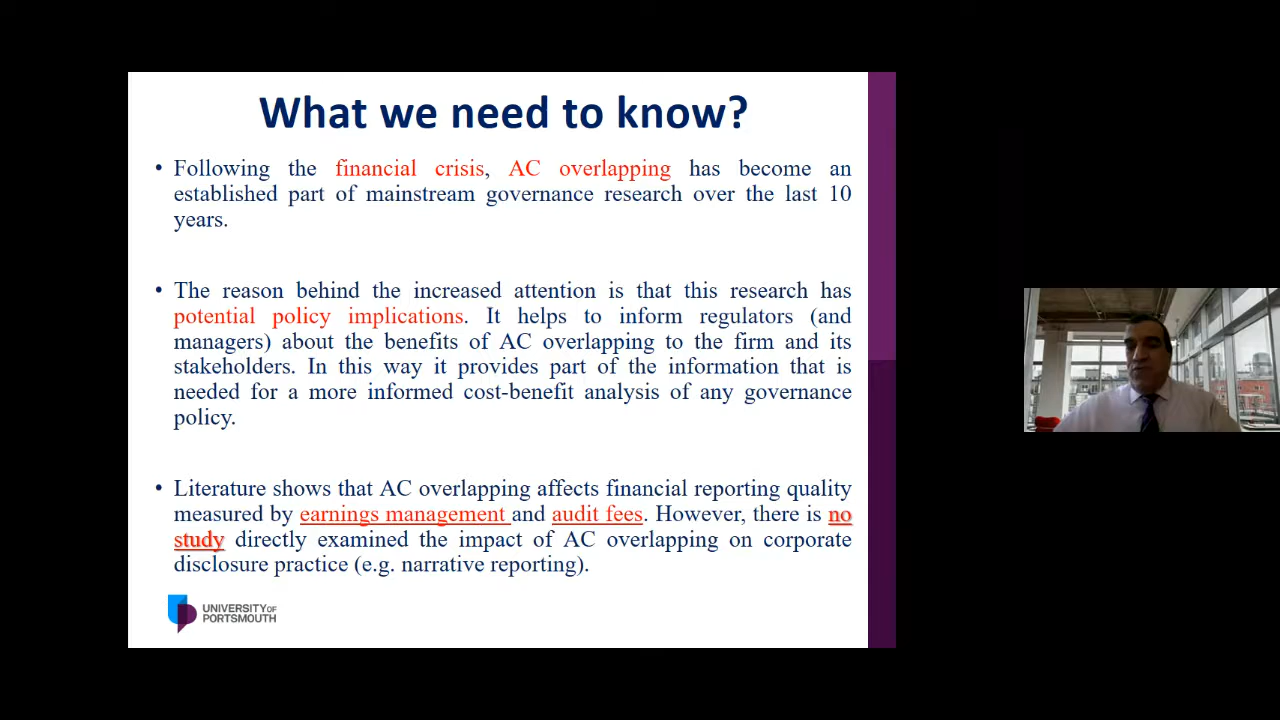 What we need to know?
• Following the financial crisis, AC overlapping has become an
established part of mainstream governance research over the last 10
years.
• The reason behind the increased attention is that this research has
potential policy implications. It helps to inform regulators (and
managers) about the benefits of AC overlapping to the firm and its
stakeholders. In this way it provides part of the information that is
needed for a more informed cost-benefit analysis of any governance
policy.
• Literature shows that AC overlapping affects financial reporting quality
measured by earnings management and audit fees. However, there is no
study directly examined the impact of AC overlapping on corporate
disclosure practice (e.g. narrative reporting).
UNIVERSITY OF
PORTSMOUTH